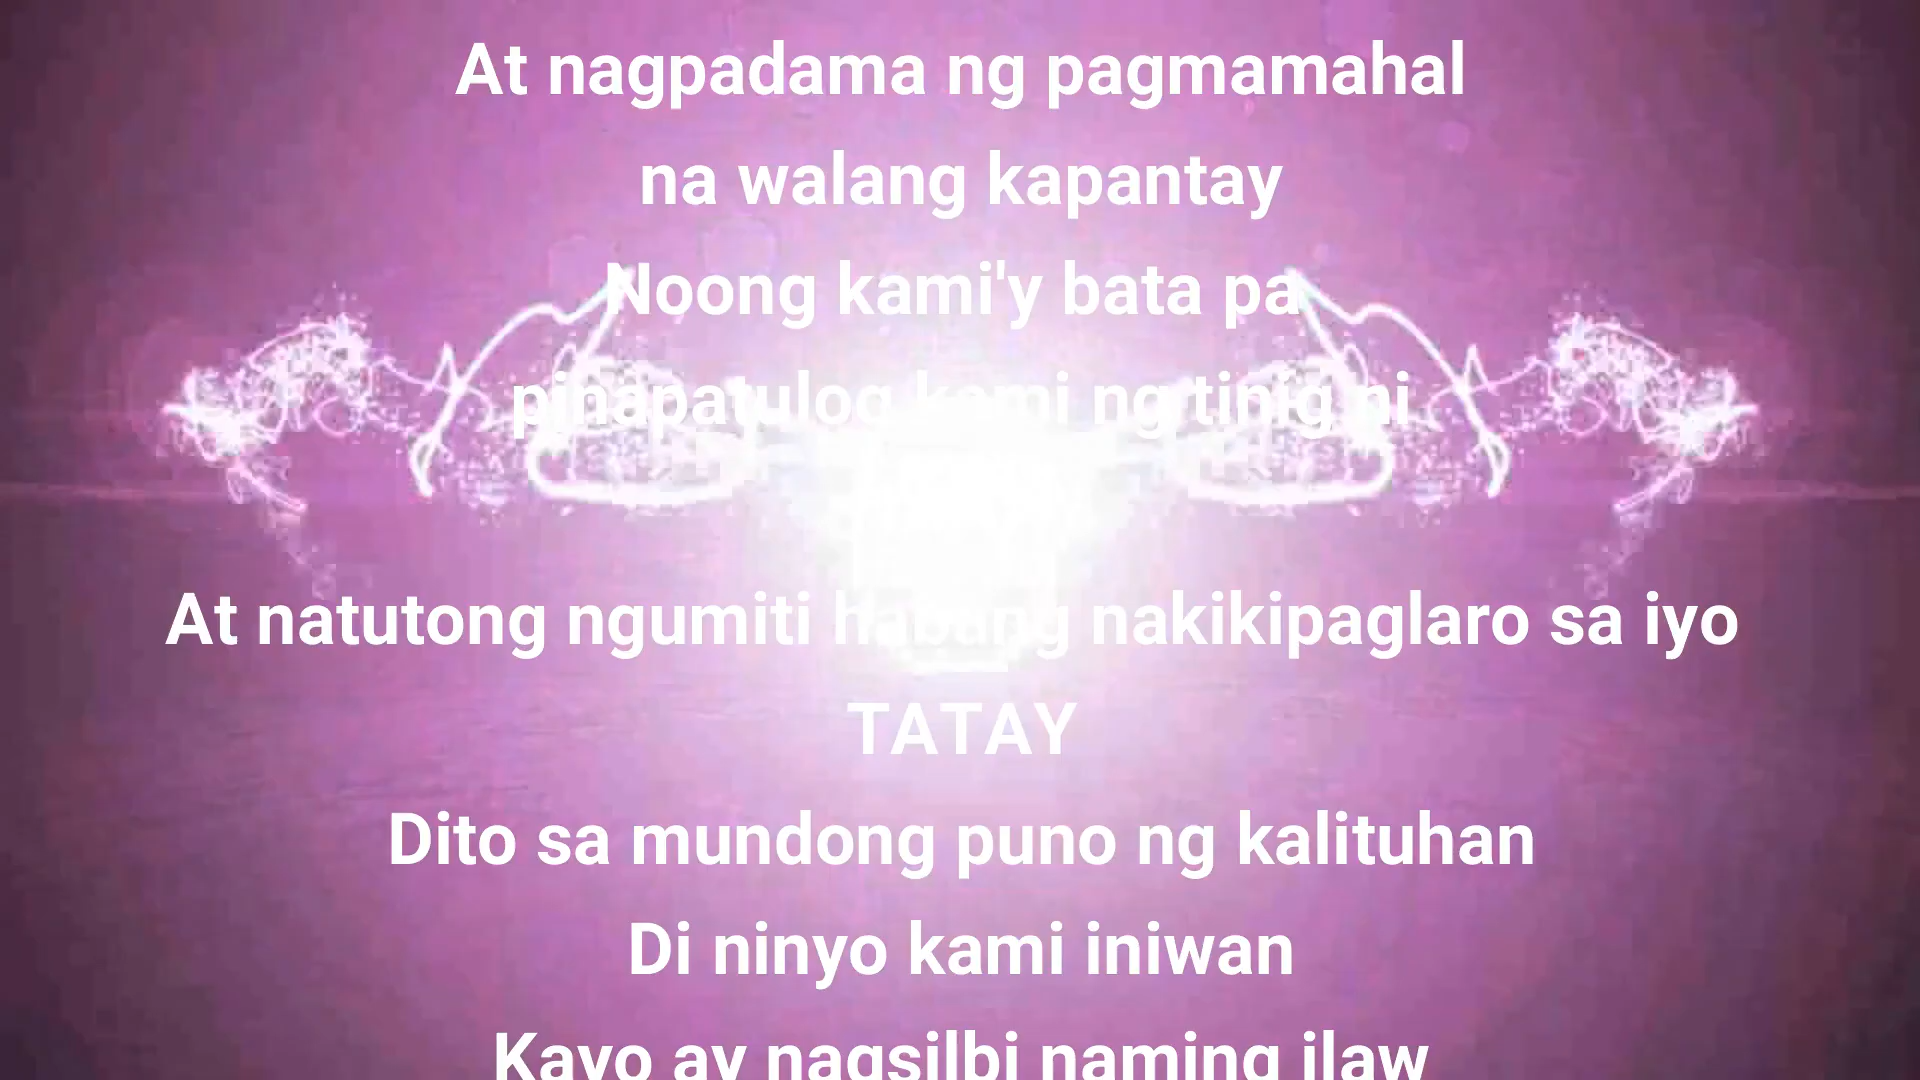 At nagpadama ng pagmamahal
na walang kapantay
Noong kami'y bata pa
pinapatulog kami ng tinig ni
At natutong ngumiti habang nakikipaglaro sa iyo
TATAY
Dito sa mundong puno ng kalituhan
Di ninyo kami iniwan
Kayo ay nagsilbi naming ilaw